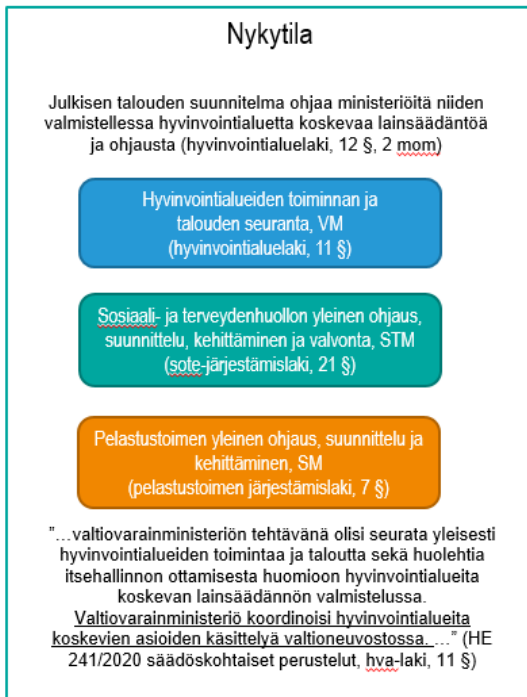 Nykytila
Julkisen talouden suunnitelma ohjaa ministeriöitä niiden
valmistellessa hyvinvointialuetta koskevaa lainsäädäntöä
ja ohjausta (hyvinvointialuelaki, 12 §, 2 mom)
Hyvinvointialueiden toiminnan ja
talouden seuranta, VM
(hyvinvointialuelaki, 11 §)
Sosiaali- ja terveydenhuollon yleinen ohjaus,
suunnittelu, kehittäminen ja valvonta, STM
(sote-järjestämislaki, 21 §)
Pelastustoimen yleinen ohjaus, suunnittelu ja
kehittäminen, SM
(pelastustoimen järjestämislaki, 7 §)
”…valtiovarainministeriön tehtävänä olisi seurata yleisesti
hyvinvointialueiden toimintaa ja taloutta sekä huolehtia
itsehallinnon ottamisesta huomioon hyvinvointialueita
koskevan lainsäädännön valmistelussa.
Valtiovarainministeriö koordinoisi hyvinvointialueita
koskevien asioiden käsittelyä valtioneuvostossa. …” (HE
241/2020 säädöskohtaiset perustelut, hva-laki, 11 §)